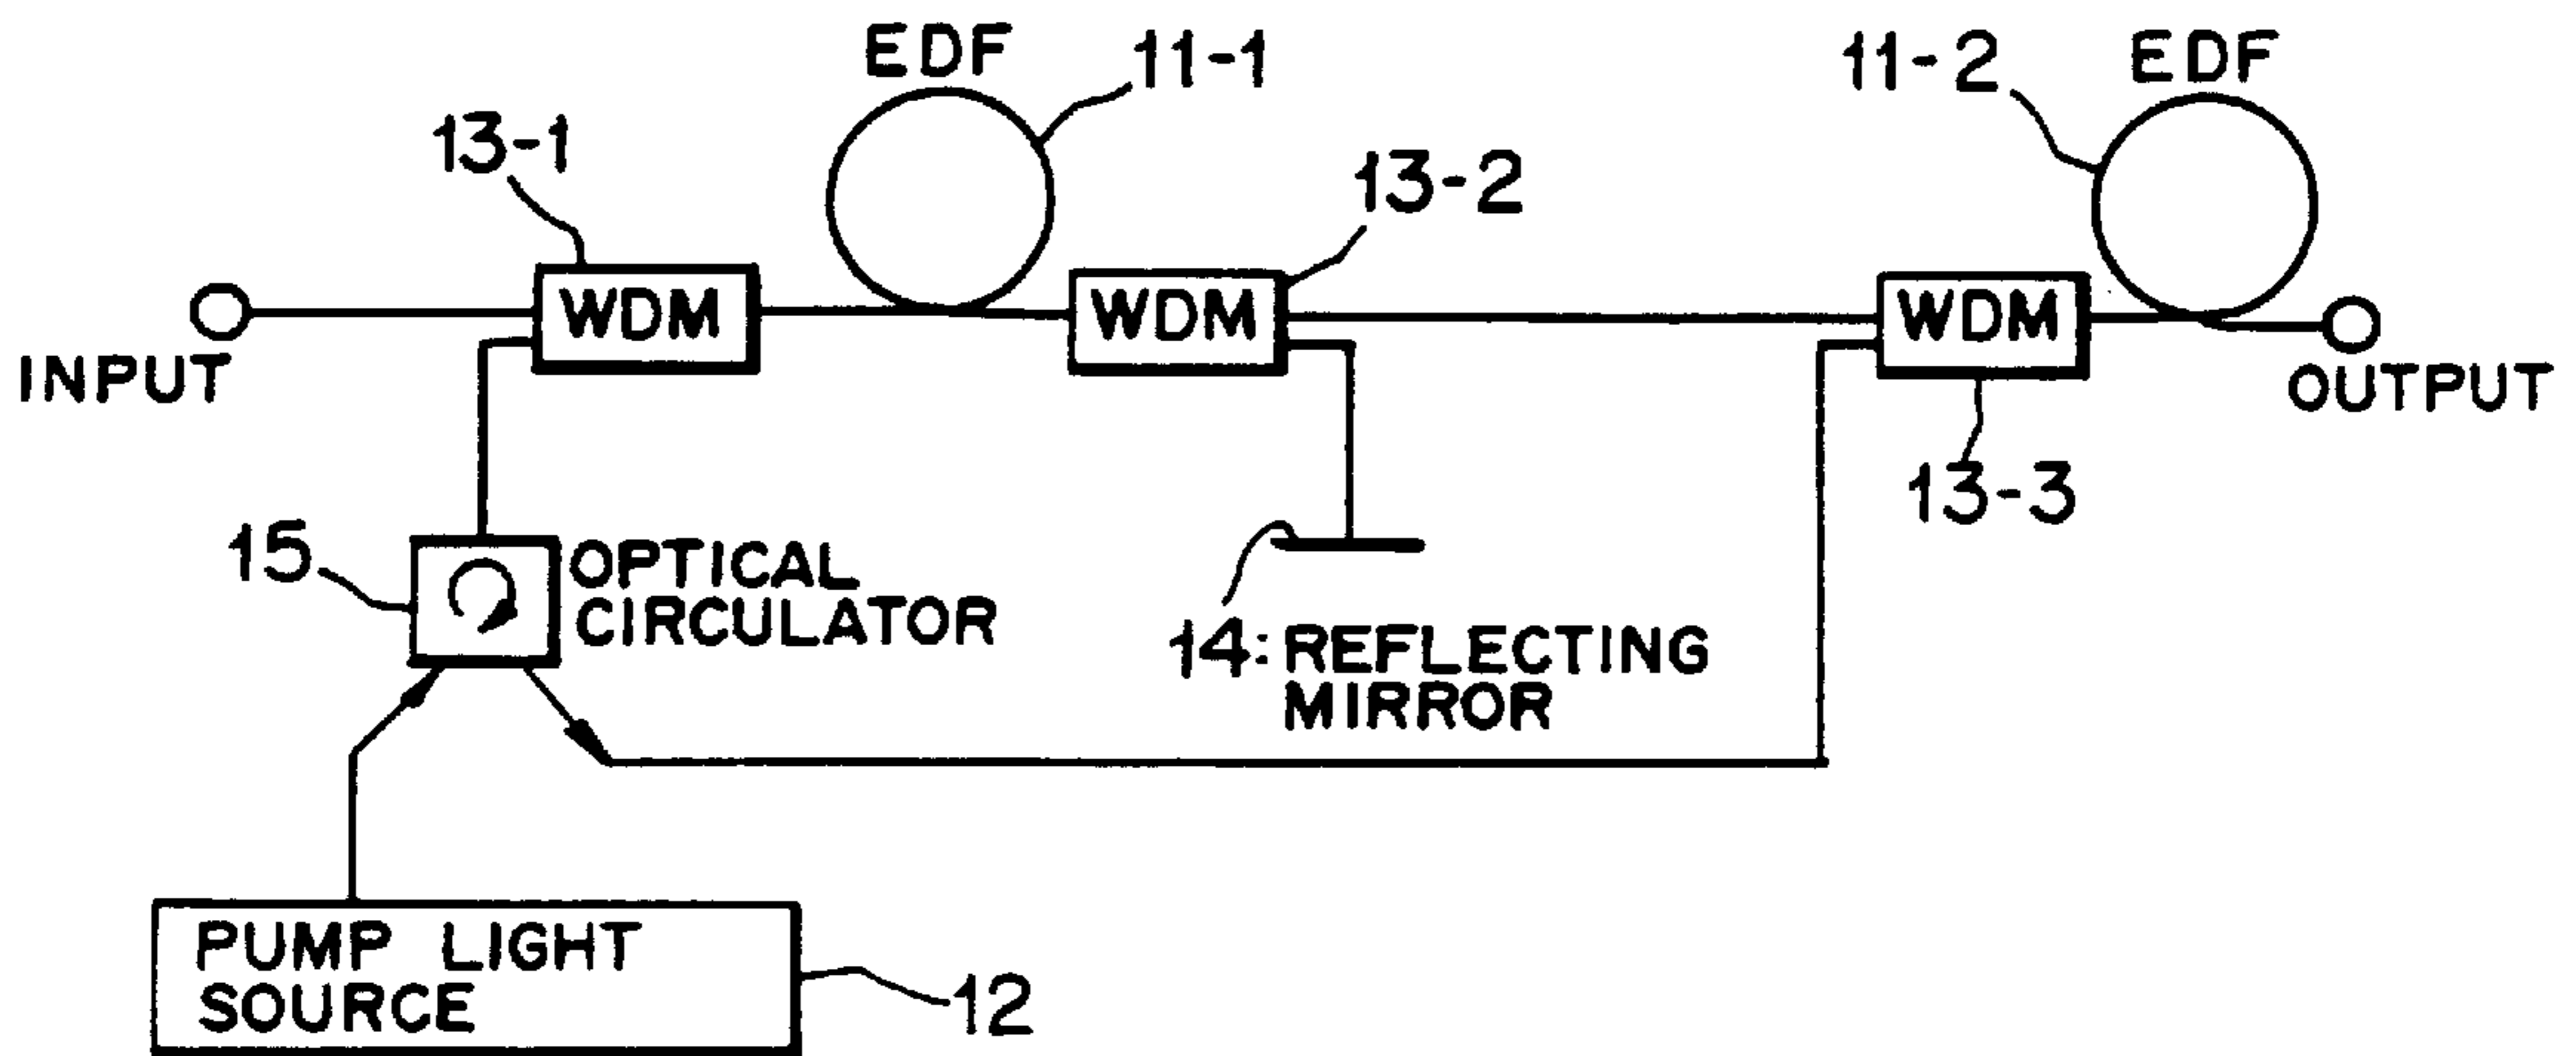 EDF
11-1
11-2
EDF
13-1
13-2
WDM
WDM
WDM
INPUT
OUTPUT
13-3
15
OPTICAL
CIRCULATOR
14: REFLECTING
MIRROR
PUMP LIGHT
SOURCE
12